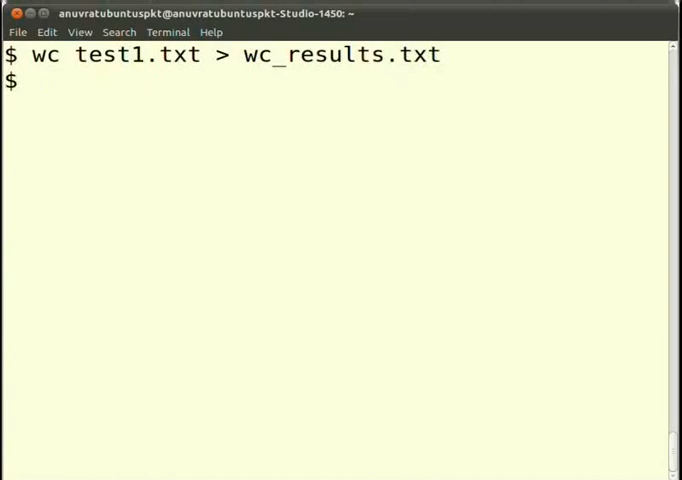 anuvratubuntuspkt@anuvratubuntuspkt-Studio-1450: ~
File Edit View Search Terminal Help
$ wc test1.txt > wc_results.txt
$